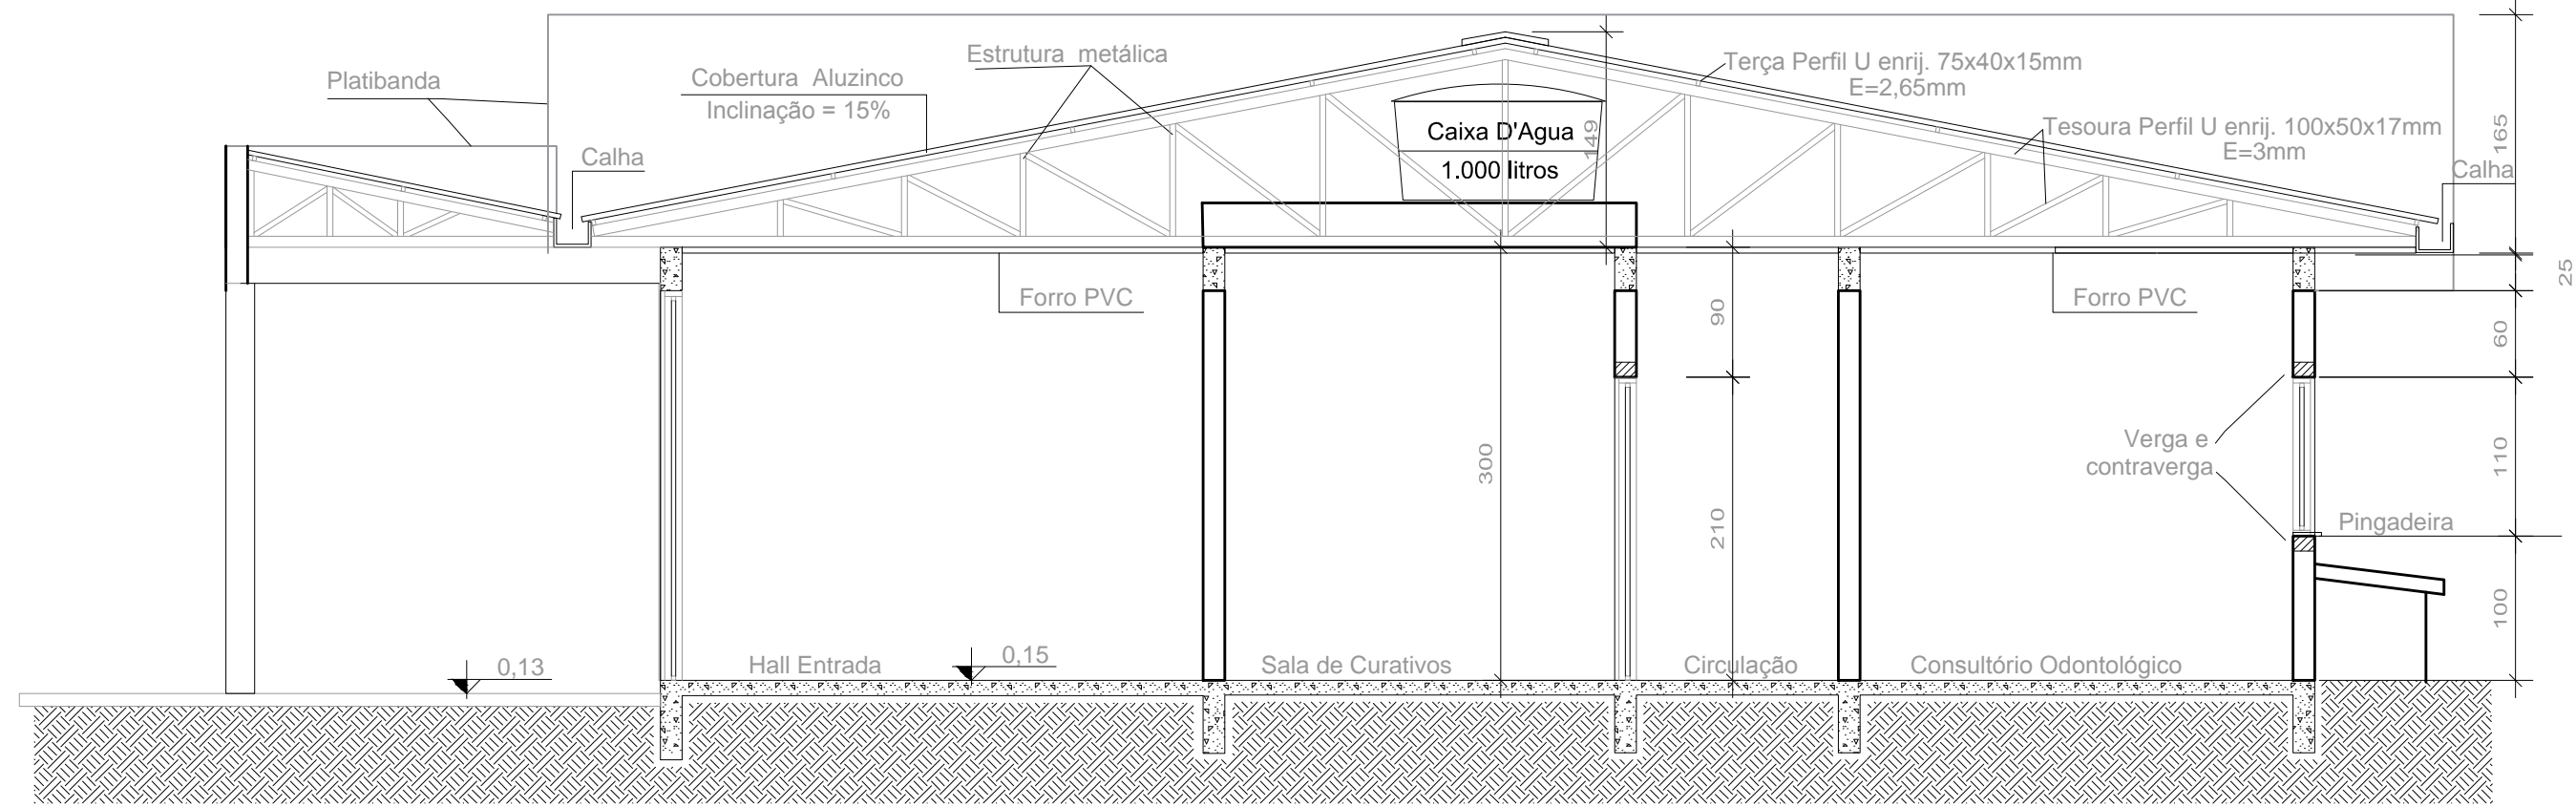 Platibanda
Cobertura Aluzinco
Inclinação = 15%
Estrutura metálica
Terça Perfil U enrij. 75x40x15mm
E=2,65mm
Tesoura Perfil U enrij. 100x50x17mm
E=3mm
Calha
Calha
Caixa D'Agua
1.000 litros
149
165
25
Forro PVC
Forro PVC
90
60
300
210
110
100
Verga e
contraverga
Pingadeira
0,13
Hall Entrada
0,15
Sala de Curativos
Circulação
Consultório Odontológico